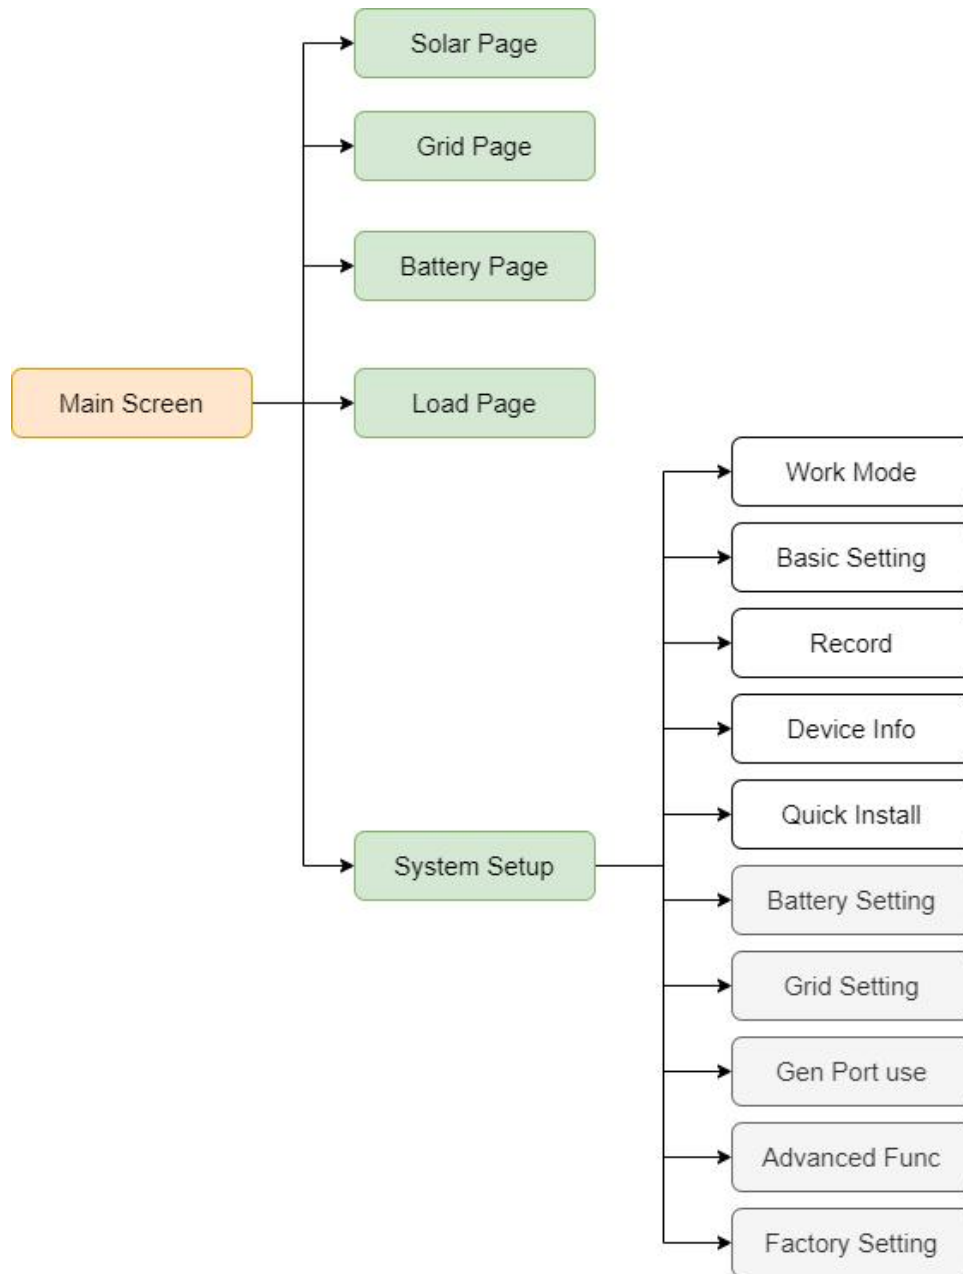 Solar Page
Grid Page
Battery Page
Main Screen
Load Page
Work Mode
Basic Setting
Record
Device Info
Quick Install
System Setup
Battery Setting
Grid Setting
Gen Port use
Advanced Func
Factory Setting